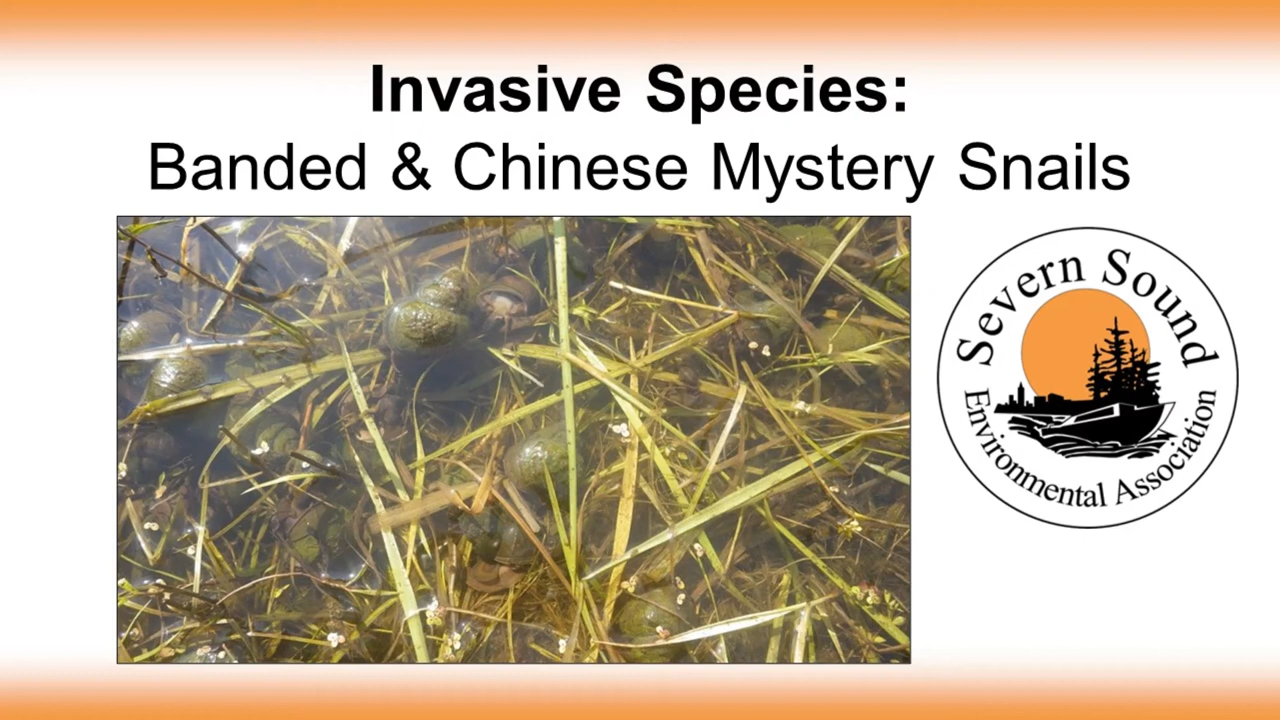 Invasive Species:
Banded & Chinese Mystery Snails
Severn Sound
Environmental Association